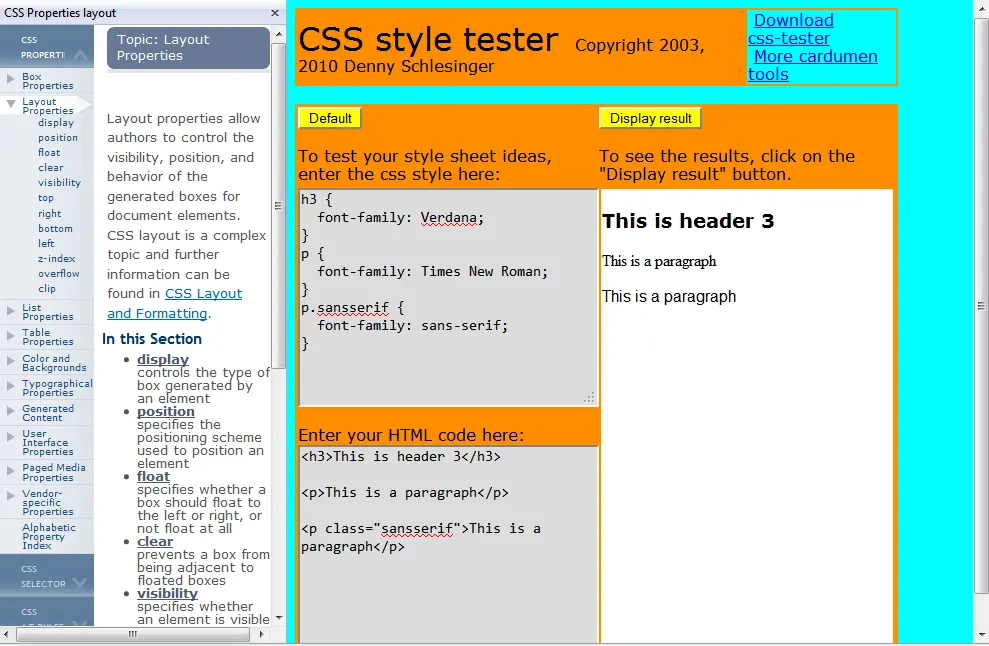 CSS Properties layout
CSS
PROPERTI
Box
Properties
Layout
Properties
display
position
float
clear
visibility
top
right
bottom
left
z-index
overflow
clip
List
Properties
Table
Properties
Color and
Backgrounds
Typographical
Properties
Generated
Content
User
Interface
Properties
Paged Media
Properties
Vendor-
specific
Properties
Alphabetic
Property
Index
CSS
SELECTOR
CSS
Topic: Layout
Properties
Layout properties allow
authors to control the
visibility, position, and
behavior of the
generated boxes for
document elements.
CSS layout is a complex
topic and further
information can be
found in CSS Layout
and Formatting.
In this Section
• display
controls the type of
box generated by
an element
• position
specifies the
positioning scheme
used to position an
element
• float
specifies whether a
box should float to
the left or right, or
not float at all
• clear
prevents a box from
being adjacent to
floated boxes
• visibility
specifies whether
an element is visible
CSS style tester Copyright 2003,
2010 Denny Schlesinger
Download
css-tester
More cardumen
tools
Default
To test your style sheet ideas,
enter the css style here:
h3 {
  font-family: Verdana;
}
p {
  font-family: Times New Roman;
}
p.sansserif {
  font-family: sans-serif;
}
Enter your HTML code here:
<h3>This is header 3</h3>
<p>This is a paragraph</p>
<p class="sansserif">This is a
paragraph</p>
Display result
To see the results, click on the
"Display result" button.
This is header 3
This is a paragraph
This is a paragraph